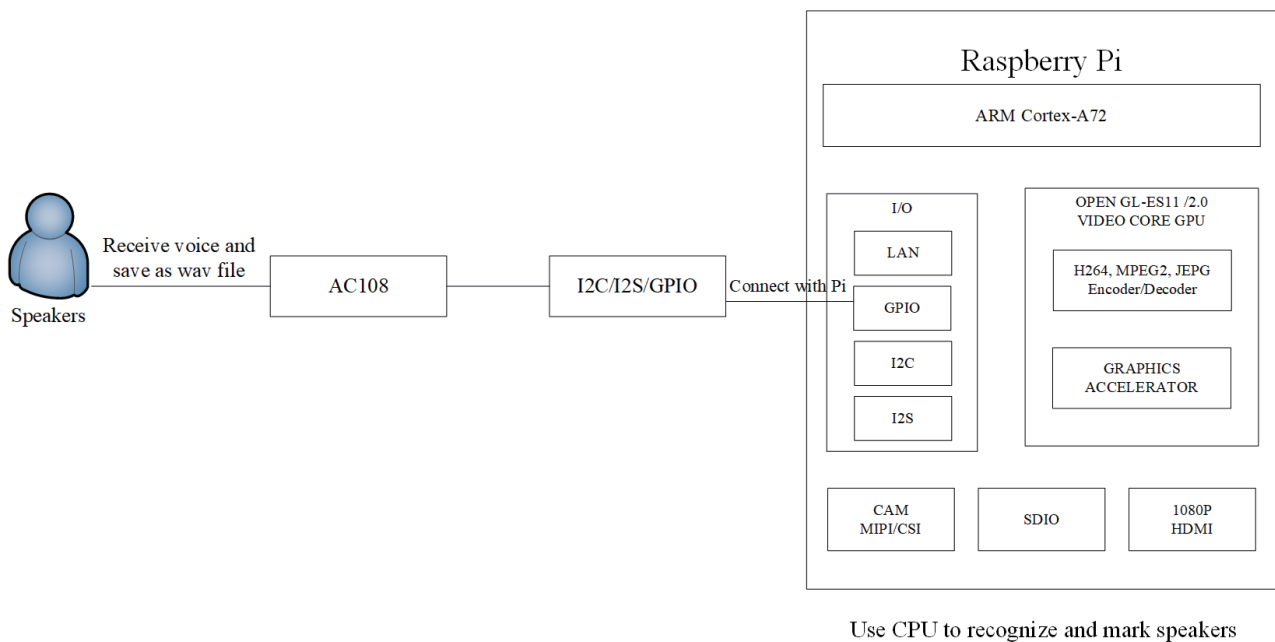 Raspberry Pi
ARM Cortex-A72
Receive voice and
save as wav file
Speakers
AC108
I2C/I2S/GPIO
Connect with Pi
I/O
LAN
GPIO
I2C
I2S
OPEN GL-ES11 /2.0
VIDEO CORE GPU
H264, MPEG2, JEPG
Encoder/Decoder
GRAPHICS
ACCELERATOR
CAM
MIPI/CSI
SDIO
1080P
HDMI
Use CPU to recognize and mark speakers